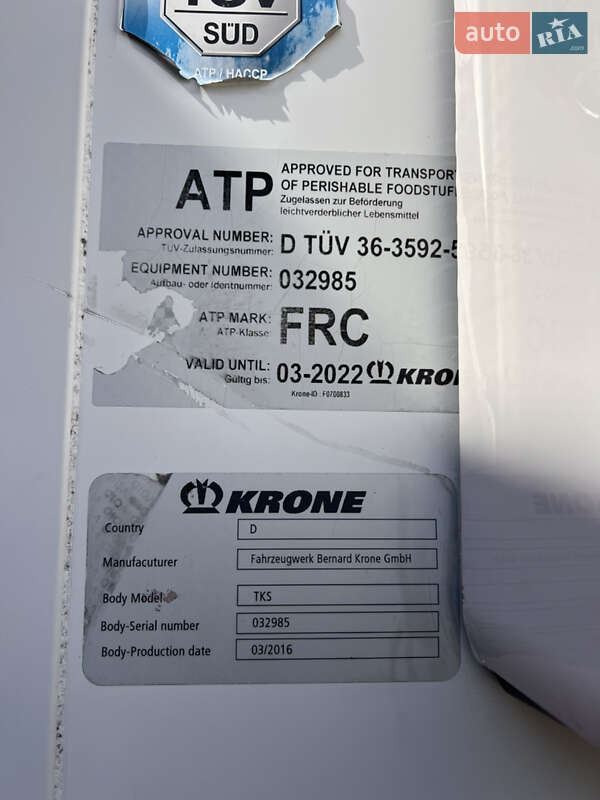 TÜV
SÜD
ATP / HACCP
auto RIA.com
ATP
APPROVED FOR TRANSPORT
OF PERISHABLE FOODSTUFF
Zugelassen zur Beförderung
leichtverderblicher Lebensmittel
APPROVAL NUMBER: D TÜV 36-3592-5
TÜV-Zulassungsnummer:
EQUIPMENT NUMBER: 032985
Aufbau- oder Identnummer:
ATP MARK: FRC
ATP-Klasse:
VALID UNTIL: 03-2022 KRON
Gültig bis:
Krone-ID : F0700833
KRONE
Country D
Manufacuturer Fahrzeugwerk Bernard Krone GmbH
Body Model TKS
Body-Serial number 032985
Body-Production date 03/2016